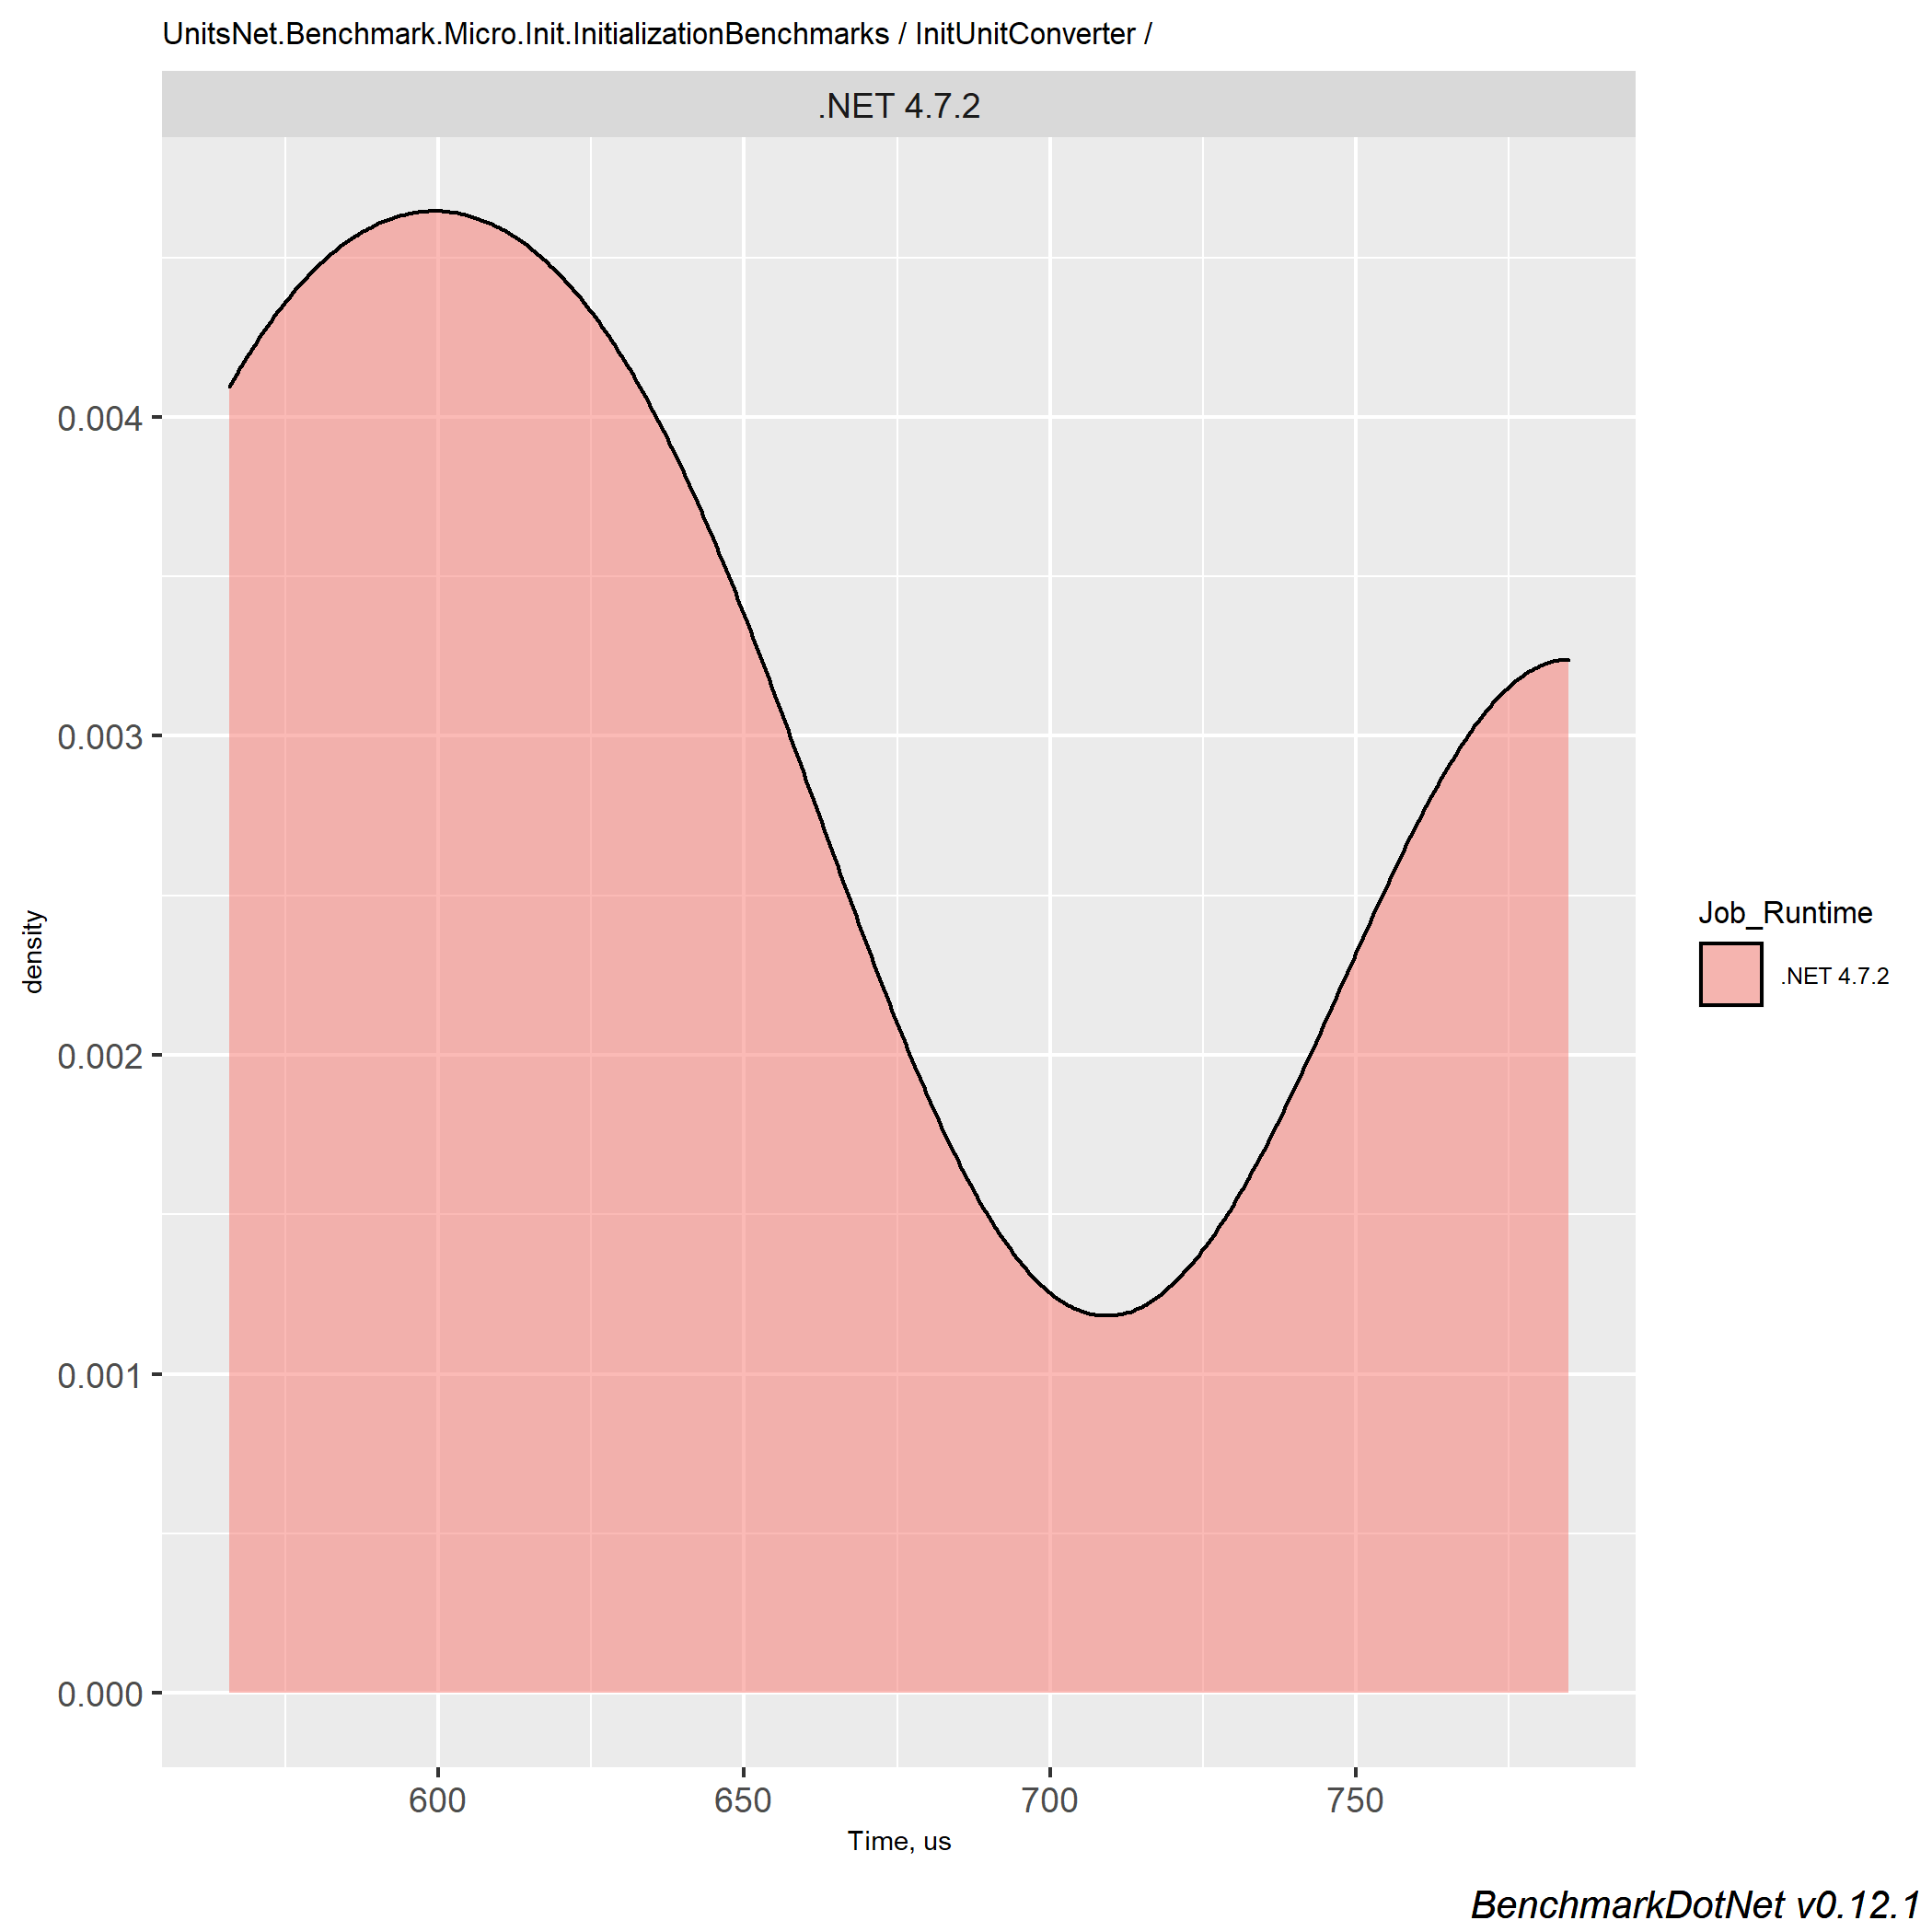 UnitsNet.Benchmark.Micro.Init.InitializationBenchmarks / InitUnitConverter /
.NET 4.7.2
0.004
0.003
0.002
0.001
0.000
density
600 650 700 750
Time, us
Job_Runtime
.NET 4.7.2
BenchmarkDotNet v0.12.1